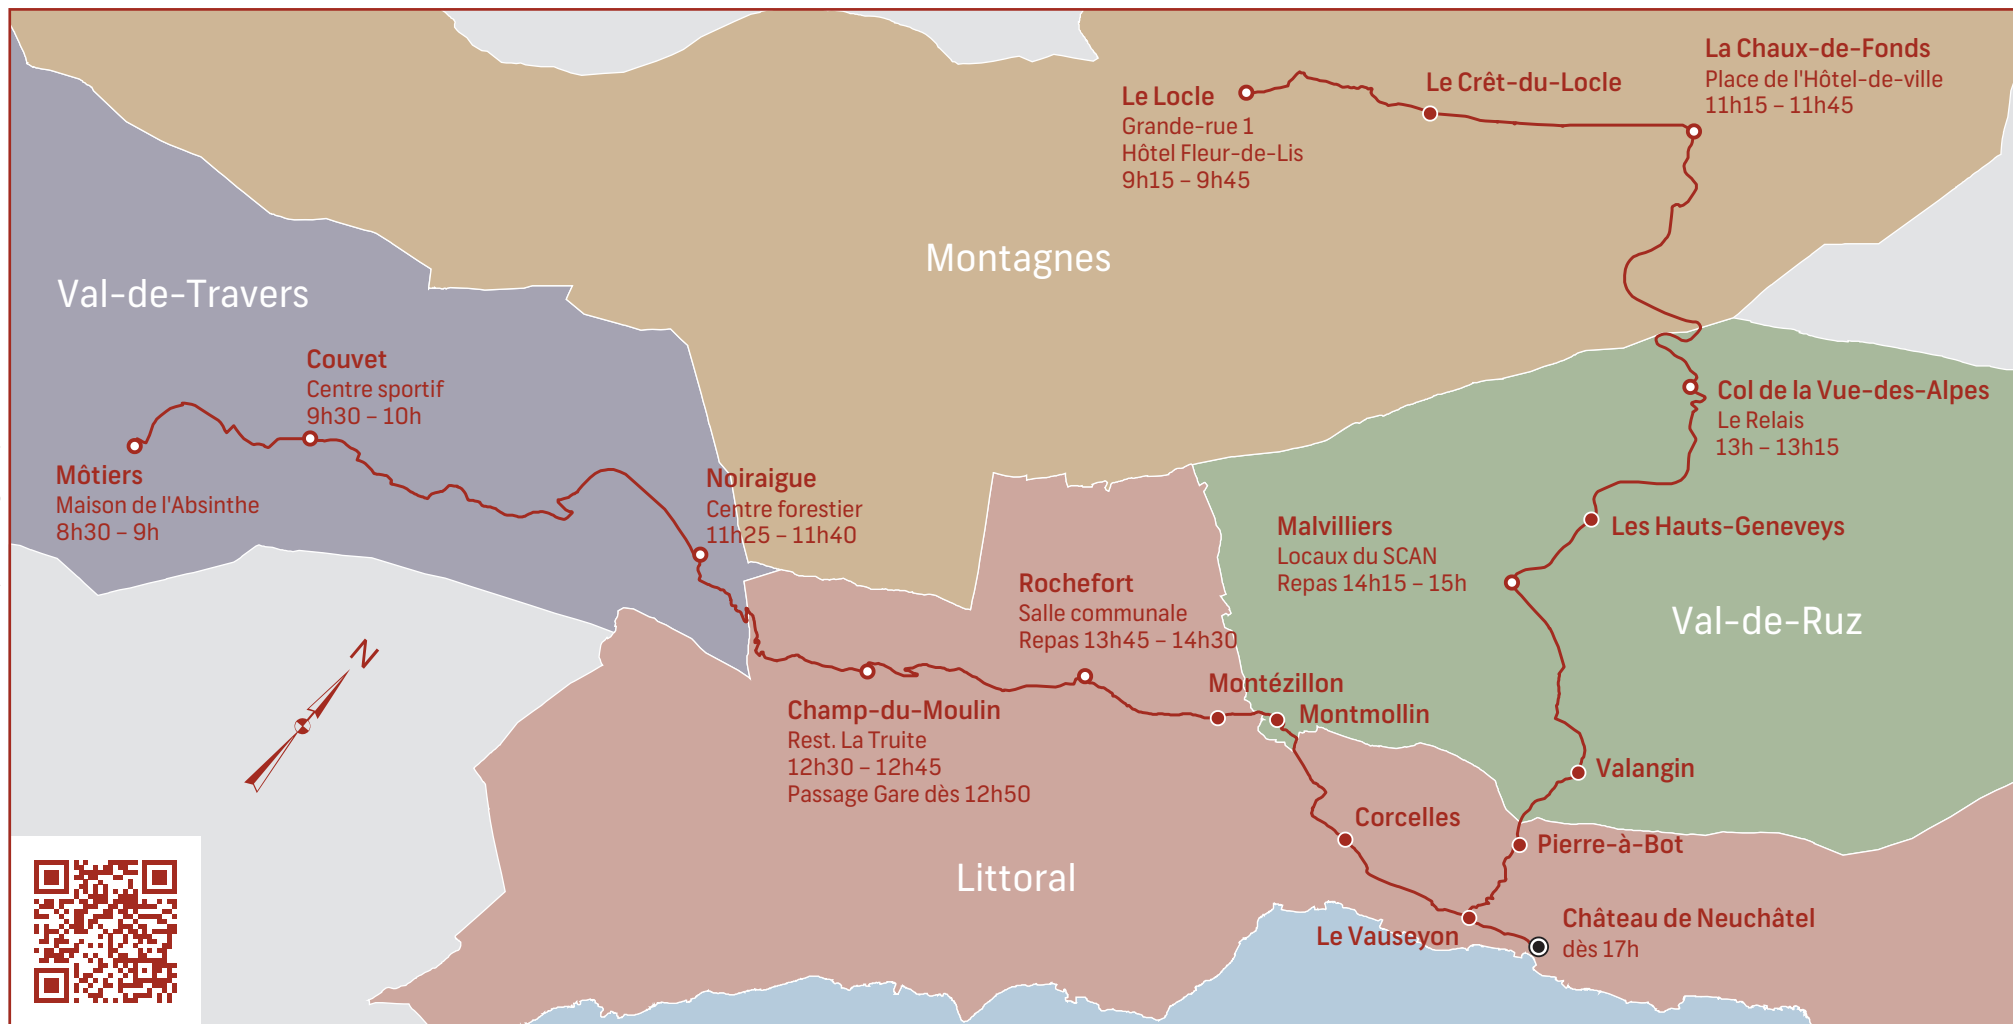 La Chaux-de-Fonds
Place de l'Hôtel-de-ville
11h15 – 11h45
Le Crêt-du-Locle
Le Locle
Grande-rue 1
Hôtel Fleur-de-Lis
9h15 – 9h45
Montagnes
Val-de-Travers
Couvet
Centre sportif
9h30 – 10h
Môtiers
Maison de l'Absinthe
8h30 – 9h
Noiraigue
Centre forestier
11h25 – 11h40
Col de la Vue-des-Alpes
Le Relais
13h – 13h15
Les Hauts-Geneveys
Malvilliers
Locaux du SCAN
Repas 14h15 – 15h
Val-de-Ruz
Rochefort
Salle communale
Repas 13h45 – 14h30
Montézillon
Montmollin
Champ-du-Moulin
Rest. La Truite
12h30 – 12h45
Passage Gare dès 12h50
N
Valangin
Corcelles
Pierre-à-Bot
Littoral
Le Vauseyon
Château de Neuchâtel
dès 17h